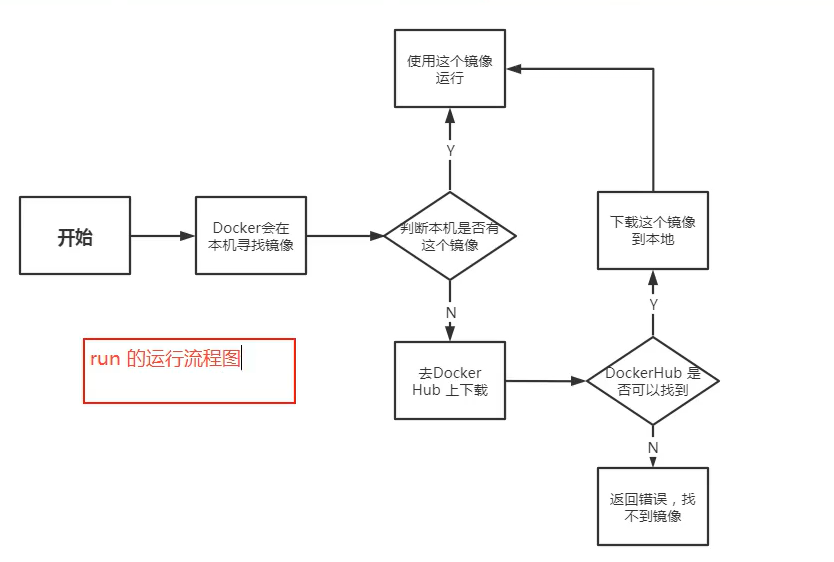 使用这个镜像
运行
Y
开始
Docker会在
本机寻找镜像
判断本机是否有
这个镜像
下载这个镜像
到本地
N
Y
run 的运行流程图
去Docker
Hub 上下载
DockerHub 是
否可以找到
N
返回错误，找
不到镜像